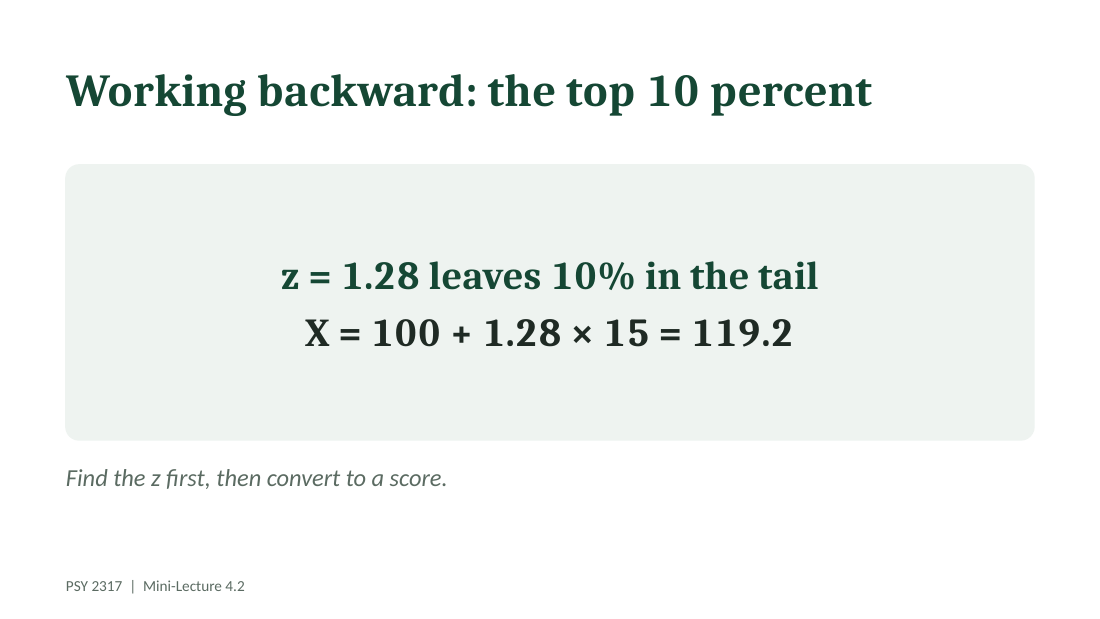 Working backward: the top 10 percent
z = 1.28 leaves 10% in the tail
X = 100 + 1.28 × 15 = 119.2
Find the z first, then convert to a score.
PSY 2317 | Mini-Lecture 4.2